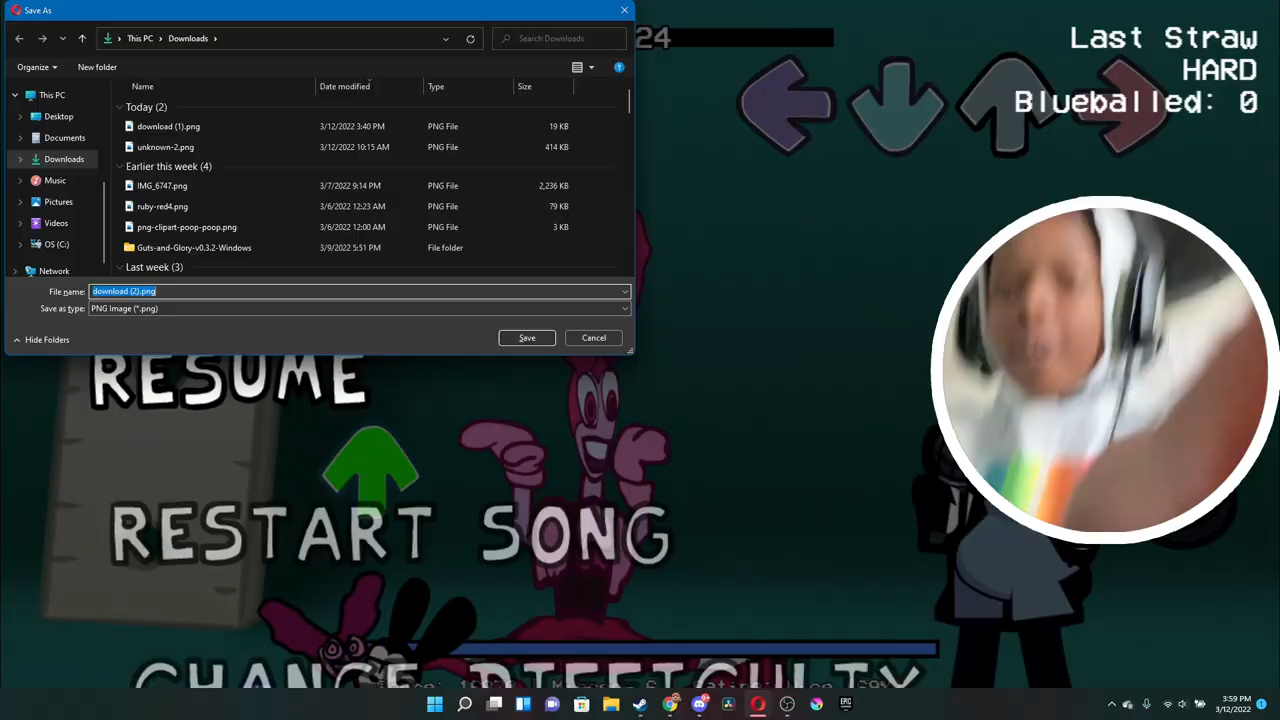 Save As
This PC
Downloads
Search Downloads
Organize
New folder
Name
Date modified
Type
Size
This PC
Desktop
Documents
Downloads
Music
Pictures
Videos
OS (C:)
Network
Today (2)
download (1).png 3/12/2022 3:40 PM PNG File 19 KB
unknown-2.png 3/12/2022 10:15 AM PNG File 414 KB
Earlier this week (4)
IMG_6747.png 3/7/2022 9:14 PM PNG File 2,236 KB
ruby-red4.png 3/6/2022 12:23 AM PNG File 79 KB
png-clipart-poop-poop.png 3/6/2022 12:00 AM PNG File 3 KB
Guts-and-Glory-v0.3.2-Windows 3/9/2022 5:51 PM File folder
Last week (3)
File name: download (2).png
Save as type: PNG Image (*.png)
Hide Folders
Save
Cancel
24
Last Straw
HARD
Blueballed: 0
RESUME
RESTART SONG
CHANGE DIFFICULTY
EPIC
3:59 PM
3/12/2022